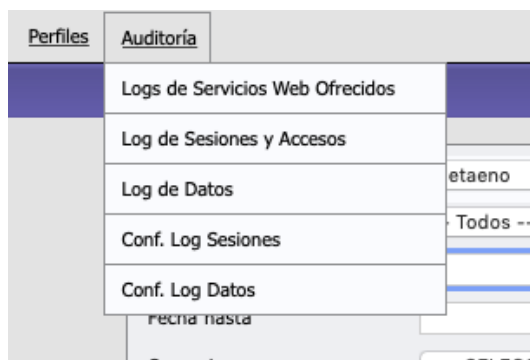 Perfiles Auditoría
Logs de Servicios Web Ofrecidos
Log de Sesiones y Accesos
etaeno
Log de Datos
Todos --
Conf. Log Sesiones
Conf. Log Datos
Fecha hasta